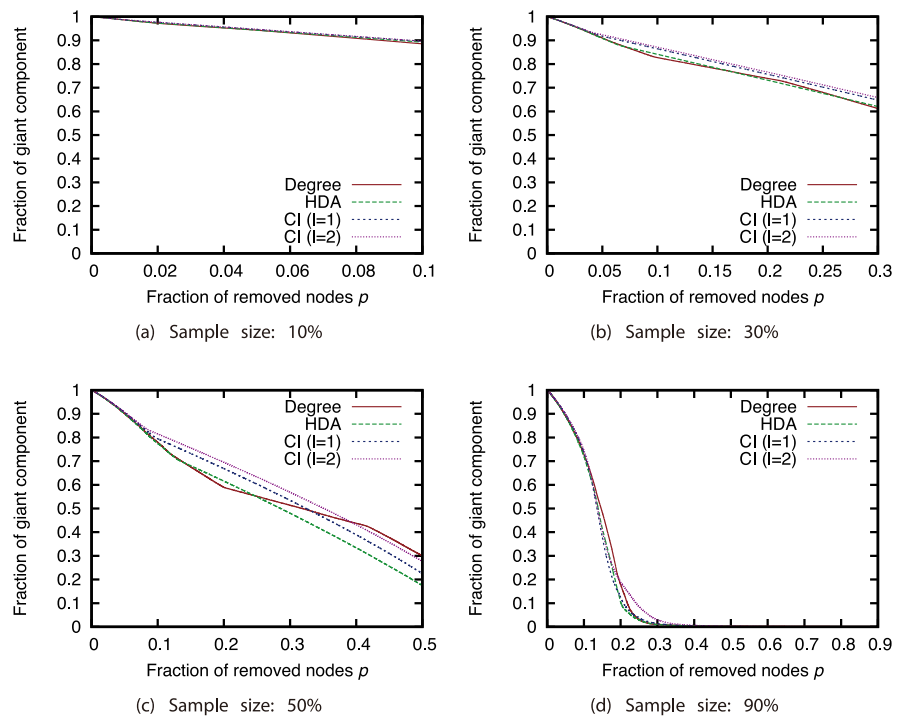 Fraction of giant component
1
0.9
0.8
0.7
0.6
0.5
0.4
0.3
0.2
0.1
0
Degree
HDA
CI (l=1)
CI (l=2)
0 0.02 0.04 0.06 0.08 0.1
Fraction of removed nodes p
(a) Sample size: 10%
Fraction of giant component
1
0.9
0.8
0.7
0.6
0.5
0.4
0.3
0.2
0.1
0
Degree
HDA
CI (l=1)
CI (l=2)
0 0.05 0.1 0.15 0.2 0.25 0.3
Fraction of removed nodes p
(b) Sample size: 30%
Fraction of giant component
1
0.9
0.8
0.7
0.6
0.5
0.4
0.3
0.2
0.1
0
Degree
HDA
CI (l=1)
CI (l=2)
0 0.1 0.2 0.3 0.4 0.5
Fraction of removed nodes p
(c) Sample size: 50%
Fraction of giant component
1
0.9
0.8
0.7
0.6
0.5
0.4
0.3
0.2
0.1
0
Degree
HDA
CI (l=1)
CI (l=2)
0 0.1 0.2 0.3 0.4 0.5 0.6 0.7 0.8 0.9
Fraction of removed nodes p
(d) Sample size: 90%